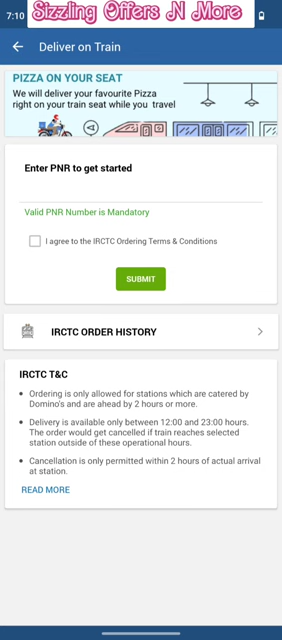 7:10
Sizzling Offers N More
Deliver on Train
PIZZA ON YOUR SEAT
We will deliver your favourite Pizza
right on your train seat while you travel
Enter PNR to get started
Valid PNR Number is Mandatory
I agree to the IRCTC Ordering Terms & Conditions
SUBMIT
IRCTC ORDER HISTORY
IRCTC T&C
• Ordering is only allowed for stations which are catered by
Domino's and are ahead by 2 hours or more.
• Delivery is available only between 12:00 and 23:00 hours.
The order would get cancelled if train reaches selected
station outside of these operational hours.
• Cancellation is only permitted within 2 hours of actual arrival
at station.
READ MORE